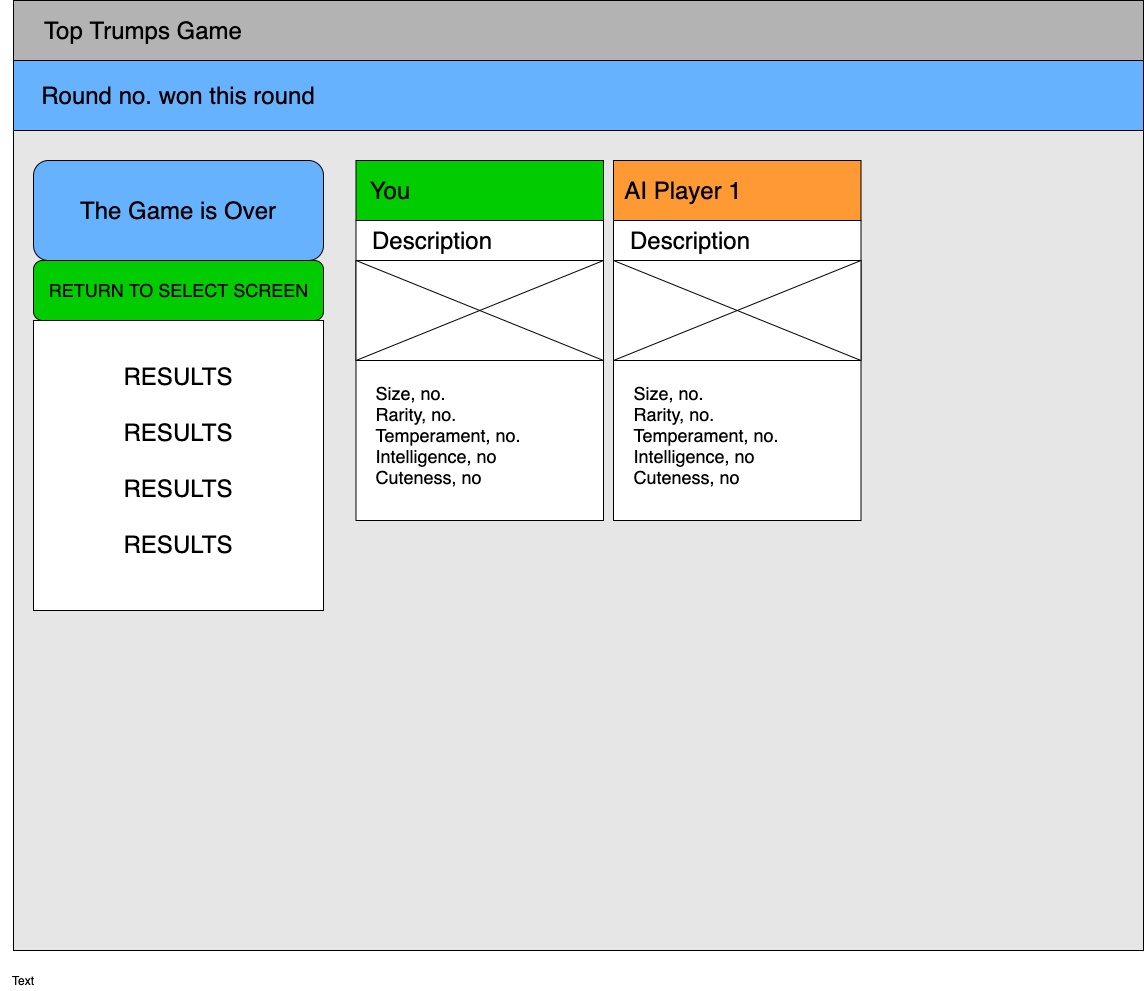 Top Trumps Game
Round no. won this round
The Game is Over
RETURN TO SELECT SCREEN
RESULTS
RESULTS
RESULTS
RESULTS
You
Description
Size, no.
Rarity, no.
Temperament, no.
Intelligence, no
Cuteness, no
AI Player 1
Description
Size, no.
Rarity, no.
Temperament, no.
Intelligence, no
Cuteness, no
Text